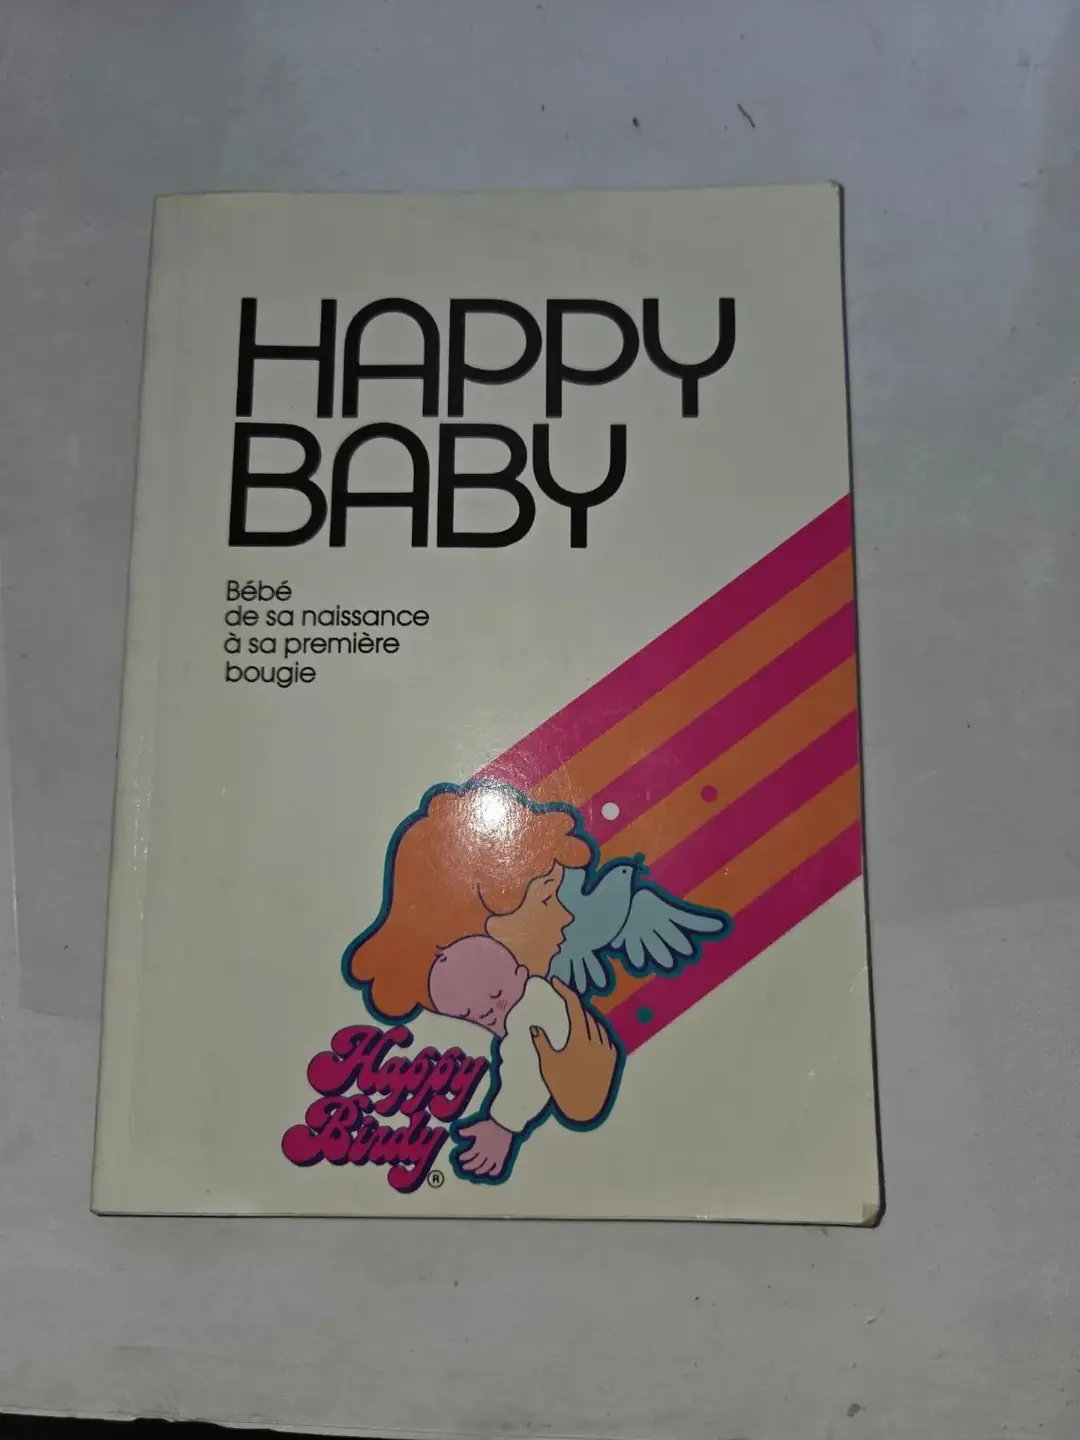 HAPPY
BABY
Bébé
de sa naissance
à sa première
bougie
Happy
Birdy
®